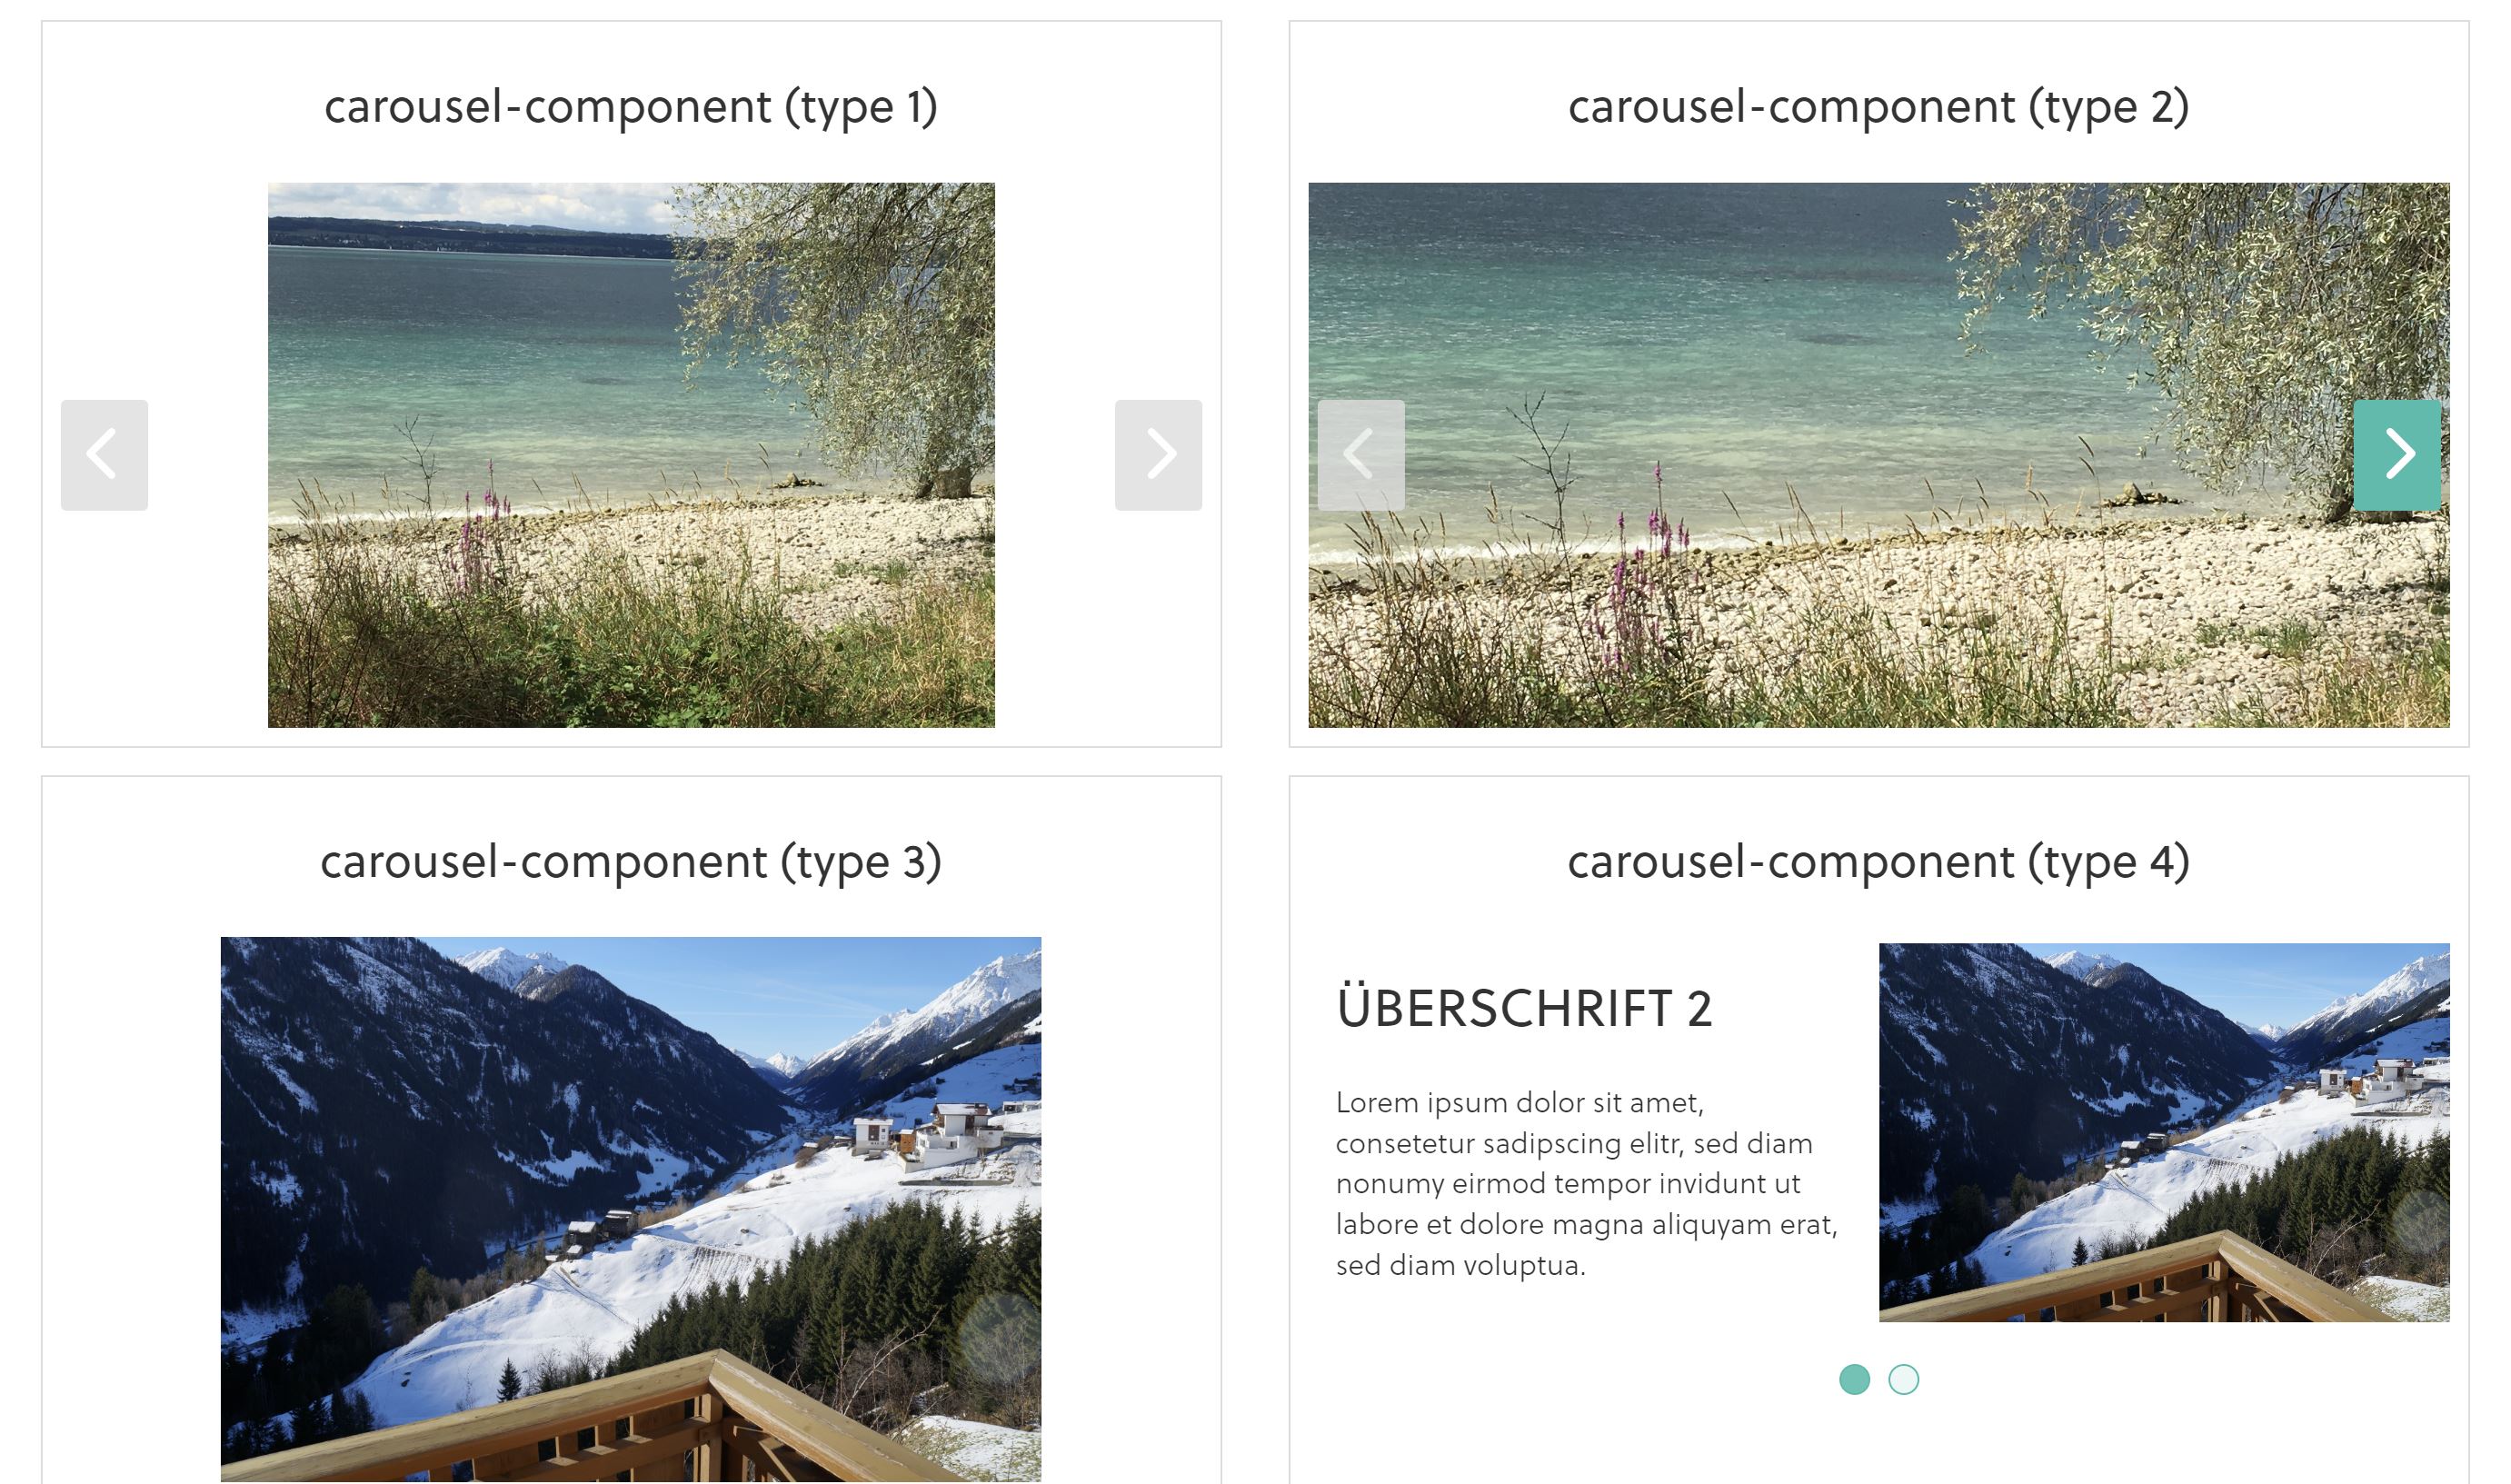 carousel-component (type 1)
carousel-component (type 2)
carousel-component (type 3)
carousel-component (type 4)
ÜBERSCHRIFT 2
Lorem ipsum dolor sit amet,
consetetur sadipscing elitr, sed diam
nonumy eirmod tempor invidunt ut
labore et dolore magna aliquyam erat,
sed diam voluptua.